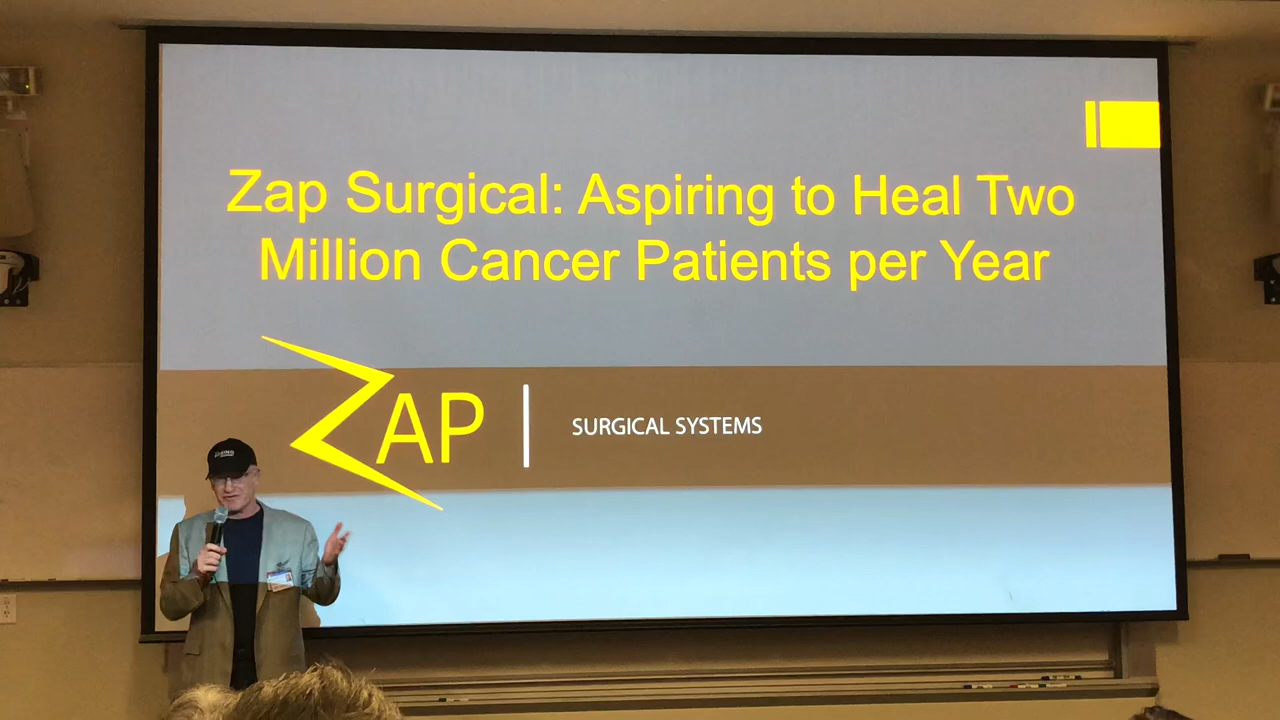 Zap Surgical: Aspiring to Heal Two
Million Cancer Patients per Year
ZAP
SURGICAL SYSTEMS